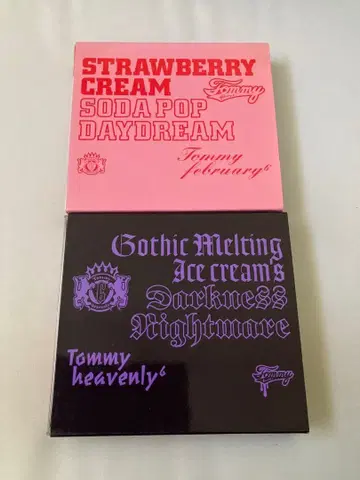 STRAWBERRY
CREAM
Tommy
SODA POP
DAYDREAM
Tommy
february6
Gothic Melting
Ice cream's
Darkness
Nightmare
Tommy
heavenly6
Tommy